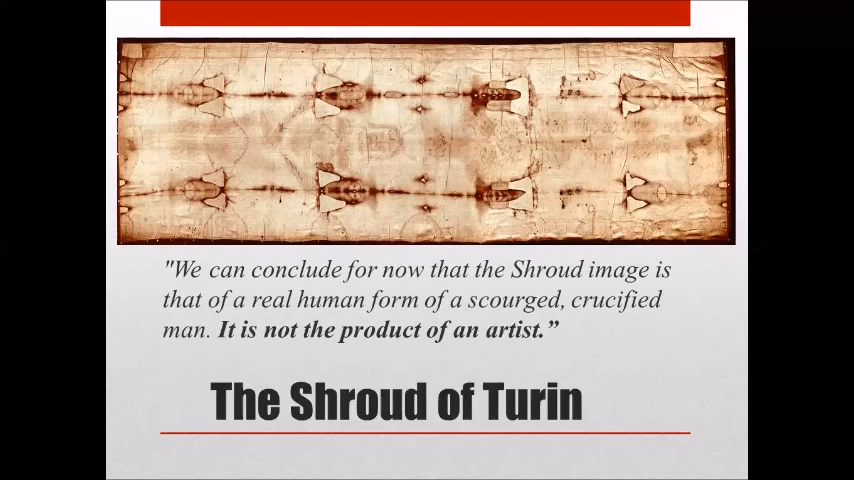 "We can conclude for now that the Shroud image is
that of a real human form of a scourged, crucified
man. It is not the product of an artist.”
The Shroud of Turin